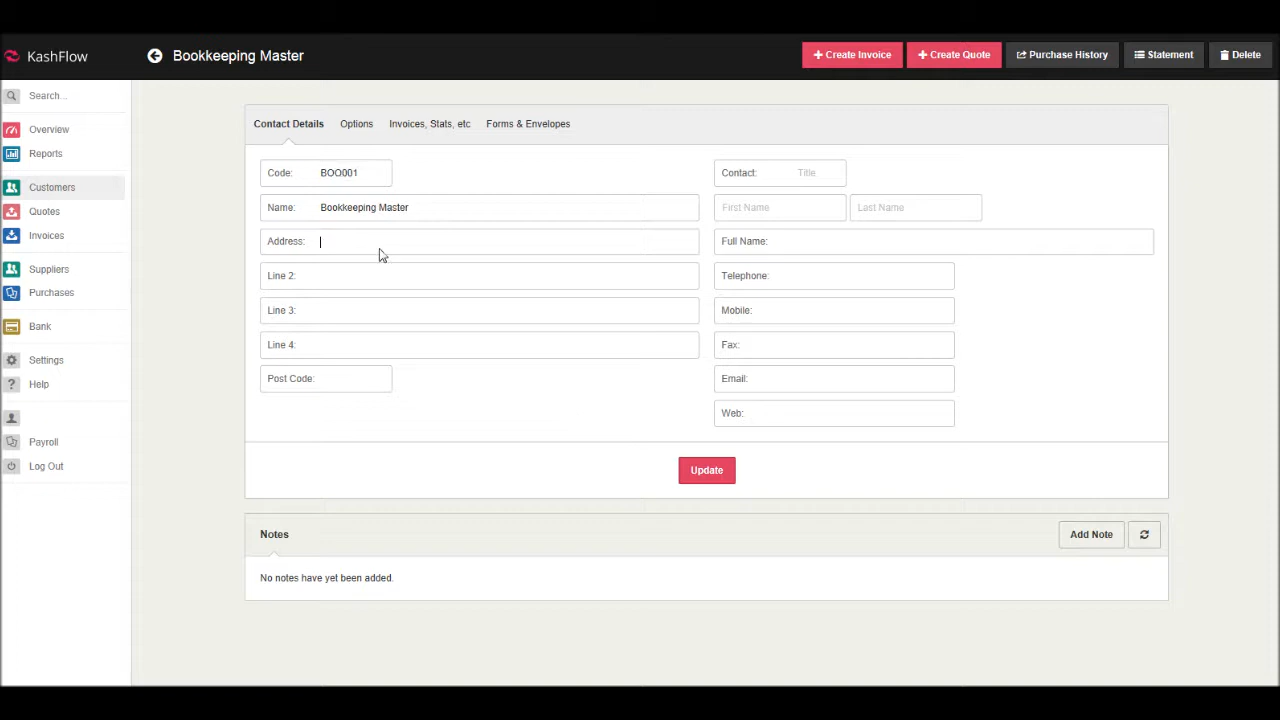 KashFlow
Bookkeeping Master
Create Invoice
Create Quote
Purchase History
Statement
Delete
Search...
Overview
Reports
Customers
Quotes
Invoices
Suppliers
Purchases
Bank
Settings
? Help
Payroll
Log Out
Contact Details Options Invoices, Stats, etc Forms & Envelopes
Code: BOO001
Name: Bookkeeping Master
Address:
Line 2:
Line 3:
Line 4:
Post Code:
Contact: Title
First Name Last Name
Full Name:
Telephone:
Mobile:
Fax:
Email:
Web:
Update
Notes
Add Note
No notes have yet been added.